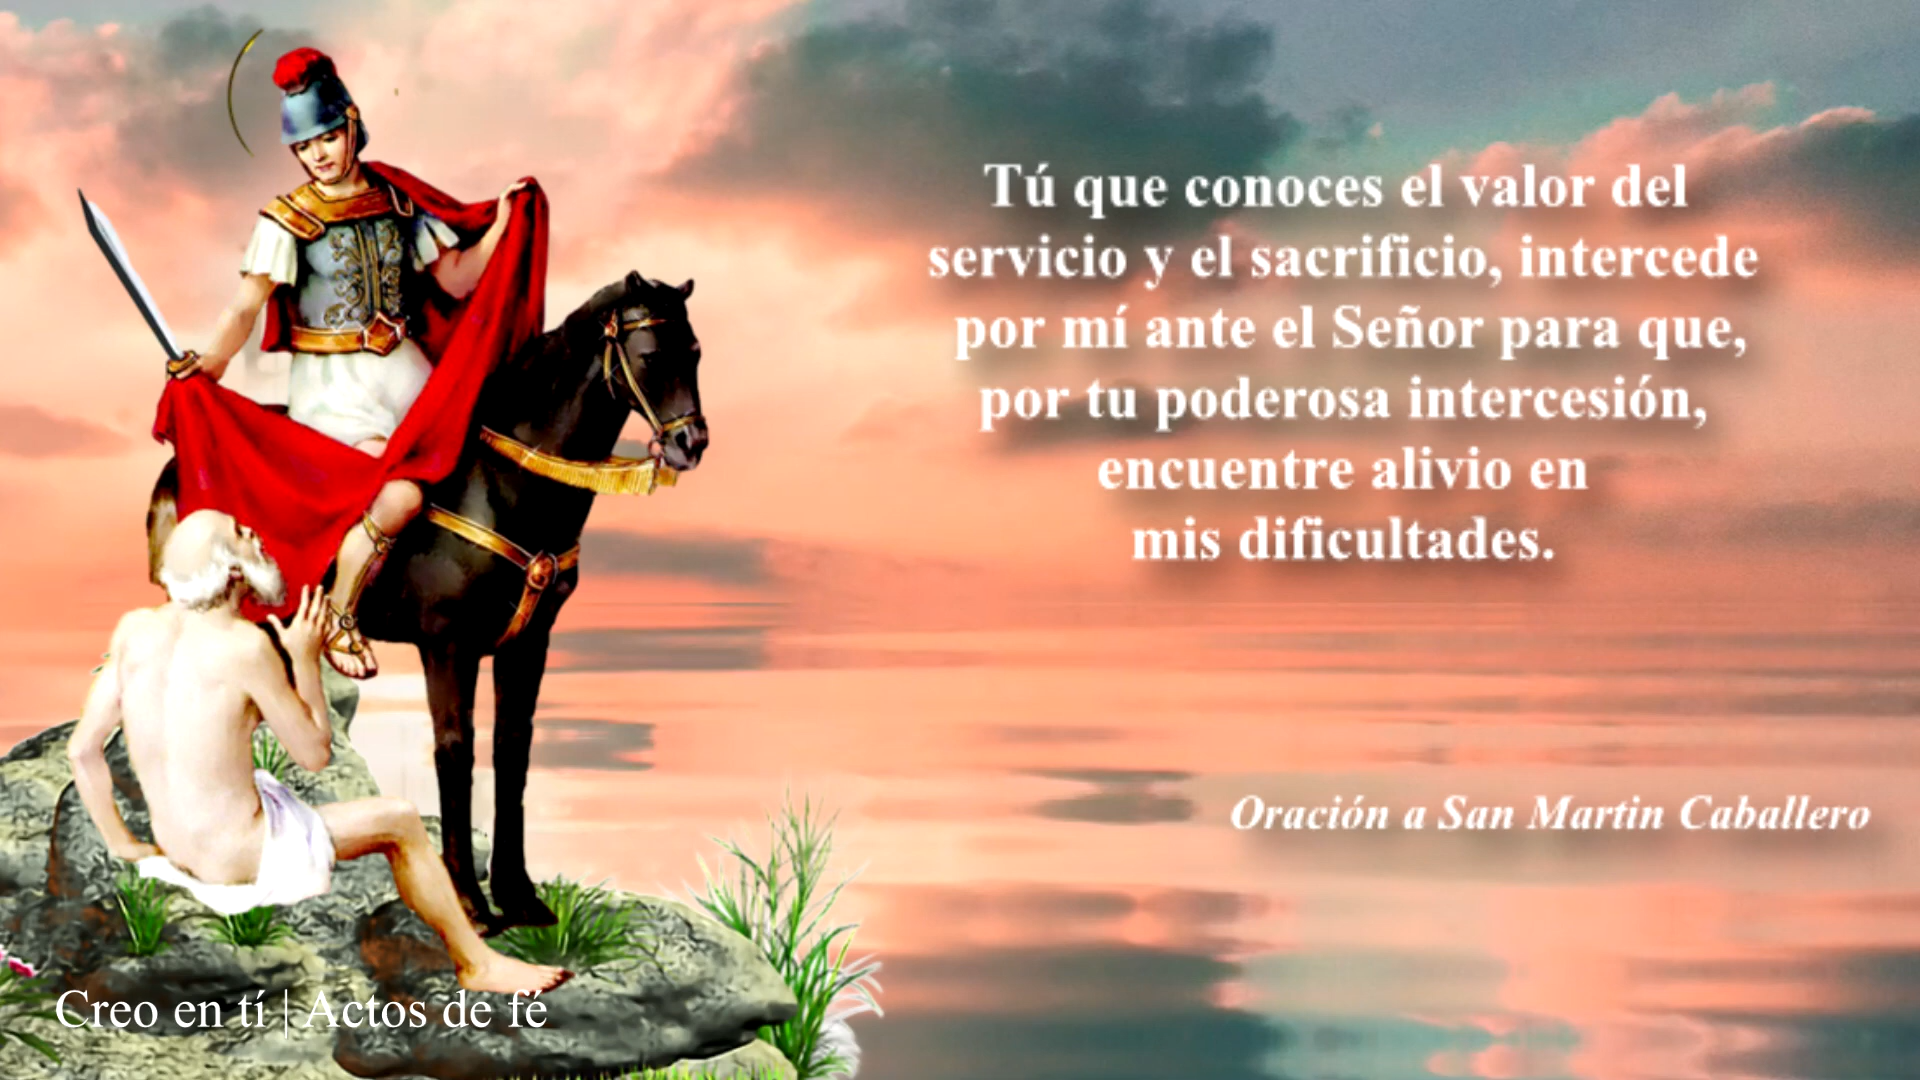 Tú que conoces el valor del
servicio y el sacrificio, intercede
por mí ante el Señor para que,
por tu poderosa intercesión,
encuentre alivio en
mis dificultades.
Oración a San Martin Caballero
Creo en tí | Actos de fé